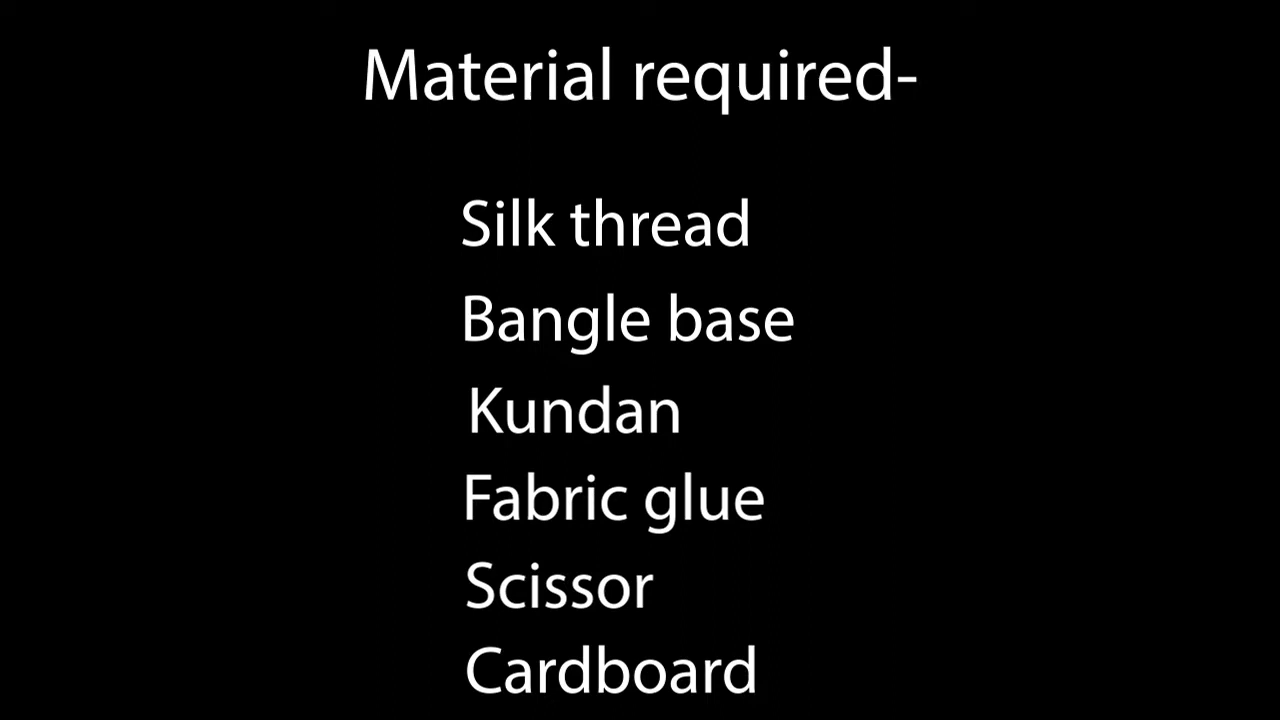 Material required-
Silk thread
Bangle base
Kundan
Fabric glue
Scissor
Cardboard